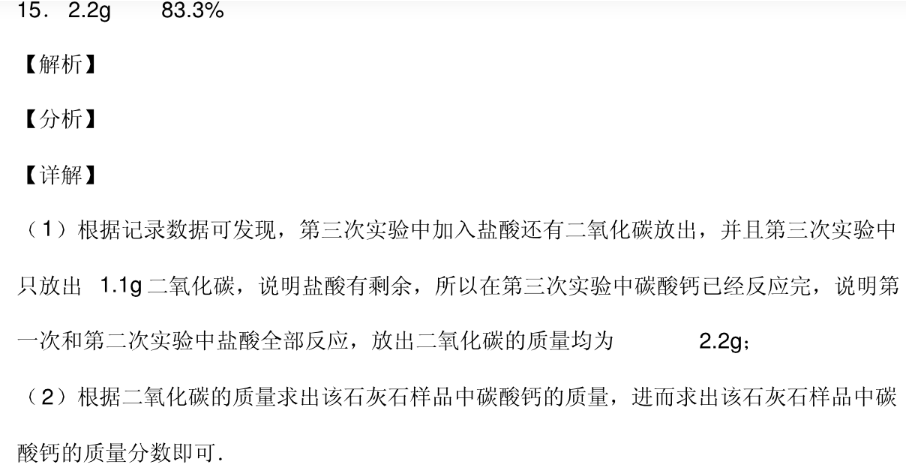 15． 2.2g 83.3%
【解析】
【分析】
【详解】
（1）根据记录数据可发现，第三次实验中加入盐酸还有二氧化碳放出，并且第三次实验中
只放出 1.1g 二氧化碳，说明盐酸有剩余，所以在第三次实验中碳酸钙已经反应完，说明第
一次和第二次实验中盐酸全部反应，放出二氧化碳的质量均为 2.2g；
（2）根据二氧化碳的质量求出该石灰石样品中碳酸钙的质量，进而求出该石灰石样品中碳
酸钙的质量分数即可．